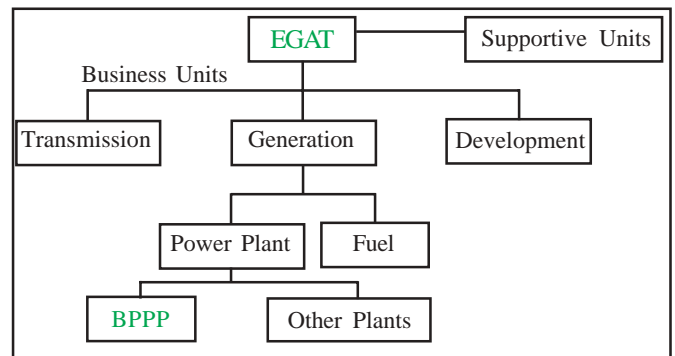 EGAT
Supportive Units
Business Units
Transmission
Generation
Development
Power Plant
Fuel
BPPP
Other Plants